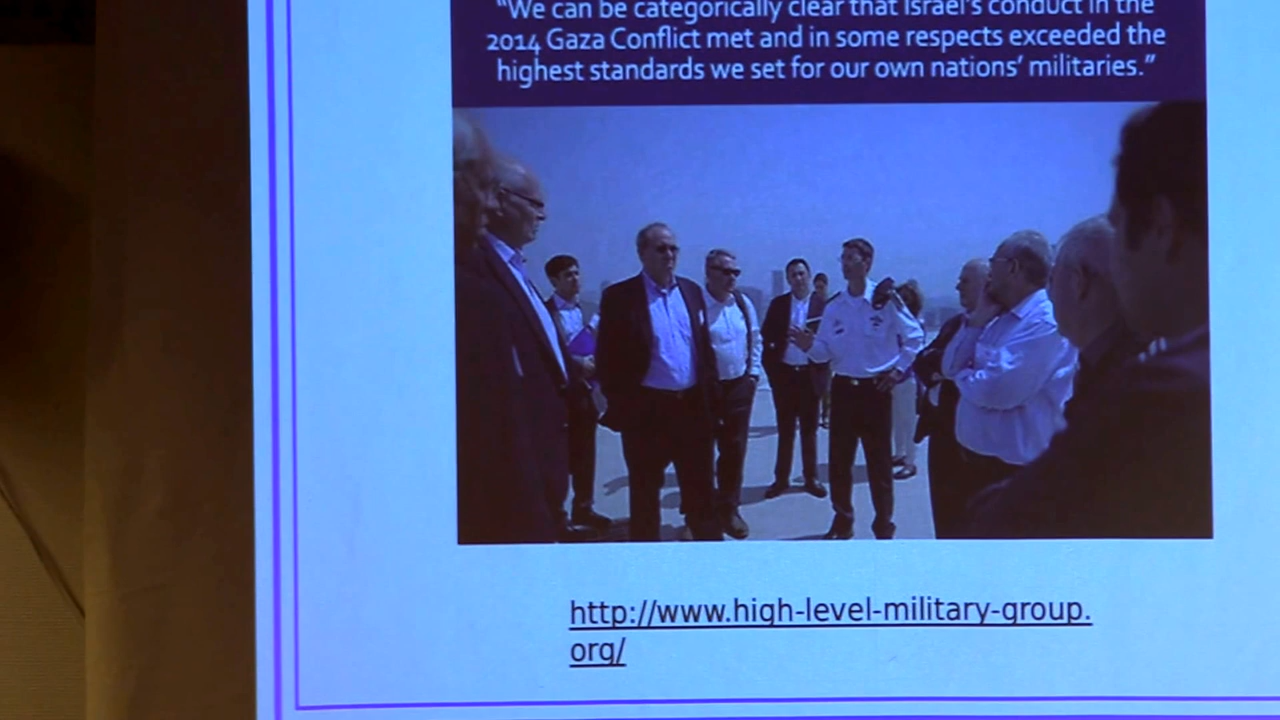 "We can be categorically clear that Israel's conduct in the
2014 Gaza Conflict met and in some respects exceeded the
highest standards we set for our own nations' militaries."
http://www.high-level-military-group.
org/